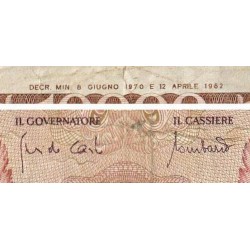 DECR. MIN. 6 GIUGNO 1970 E 12 APRILE 1982
IL GOVERNATORE IL CASSIERE